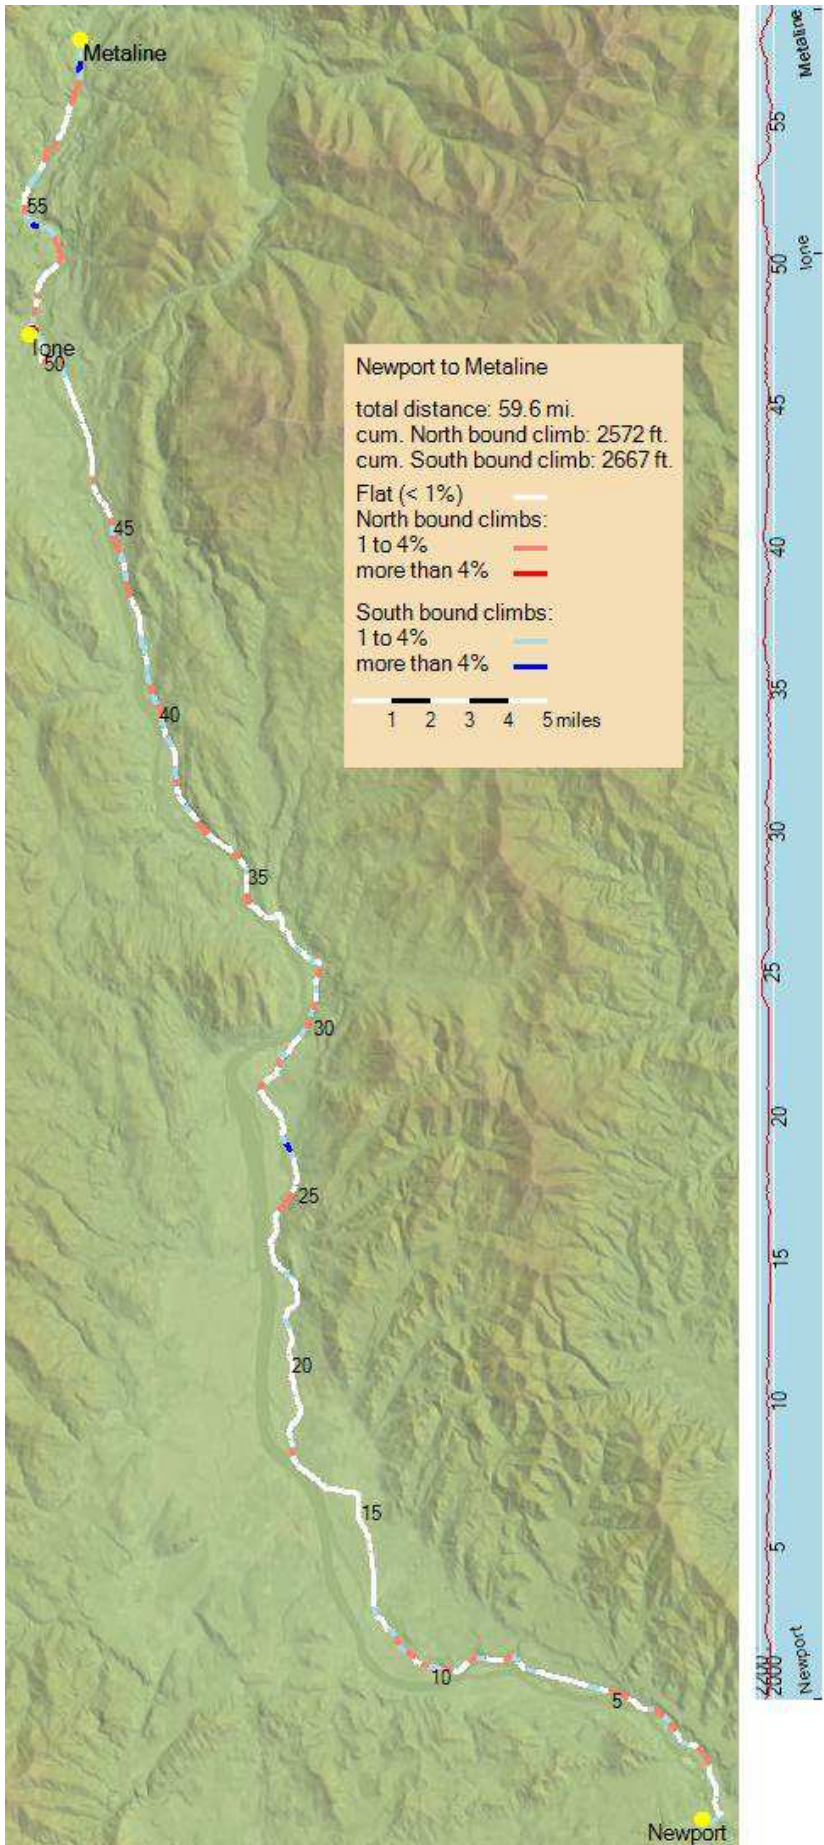 Metaline
55
Ione
50
45
40
35
30
25
20
15
10
5
Newport
Newport to Metaline
total distance: 59.6 mi.
cum. North bound climb: 2572 ft.
cum. South bound climb: 2667 ft.
Flat (< 1%)
North bound climbs:
1 to 4%
more than 4%
South bound climbs:
1 to 4%
more than 4%
1 2 3 4 5 miles
Metaline
55
Ione
50
45
40
35
30
25
20
15
10
5
Newport
2200
2000